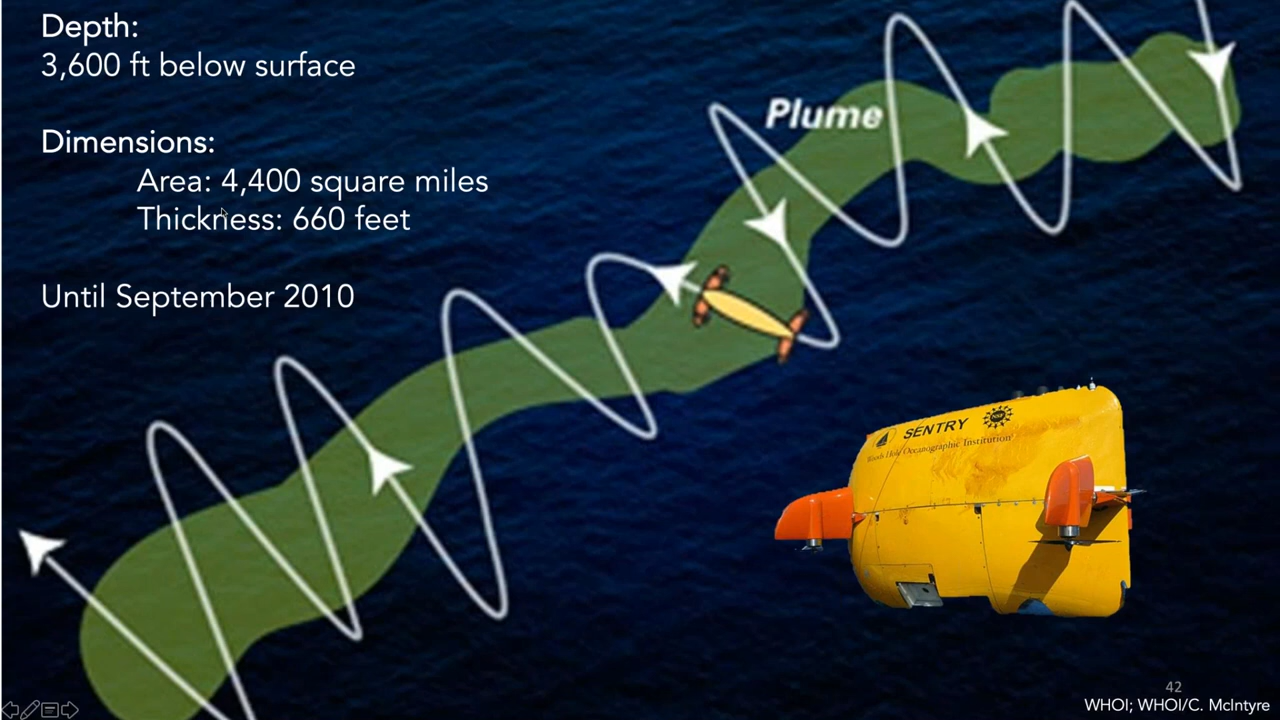 Depth:
3,600 ft below surface
Dimensions:
Area: 4,400 square miles
Thickness: 660 feet
Until September 2010
Plume
SENTRY
Woods Hole Oceanographic Institution
42
WHOI; WHOI/C. McIntyre